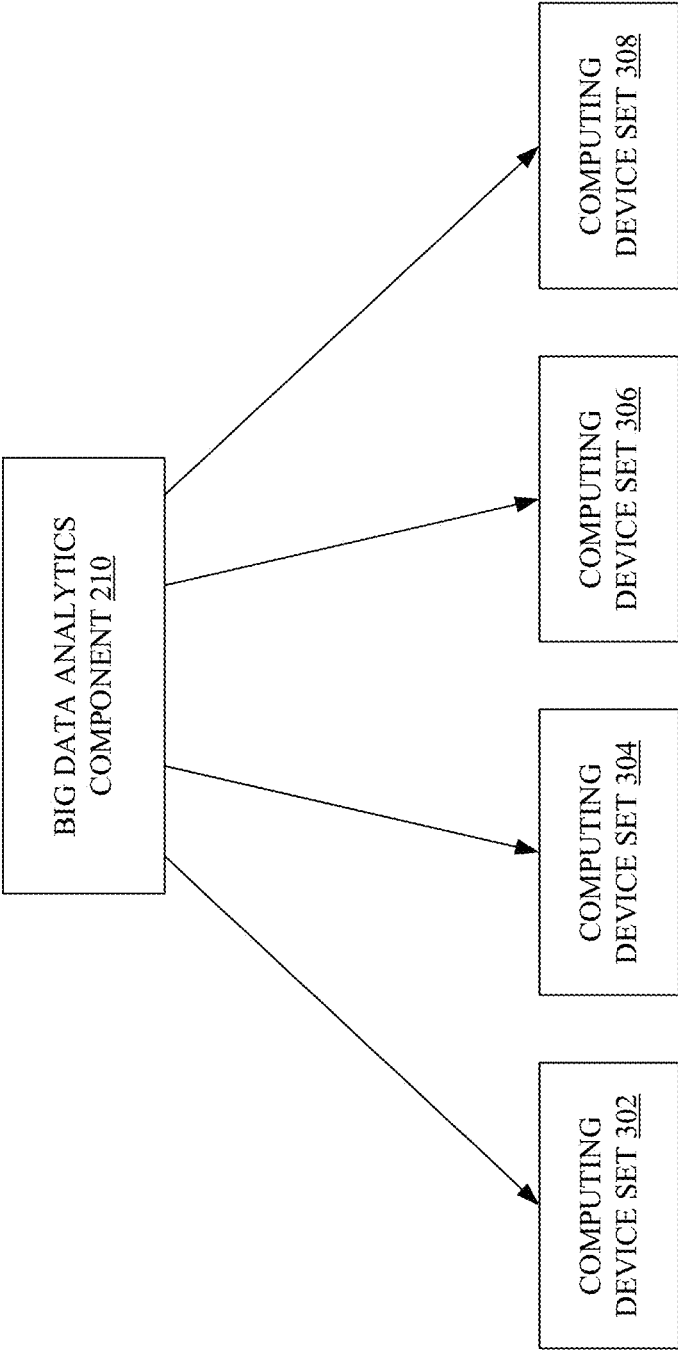 BIG DATA ANALYTICS
COMPONENT 210
COMPUTING
DEVICE SET 302
COMPUTING
DEVICE SET 304
COMPUTING
DEVICE SET 306
COMPUTING
DEVICE SET 308